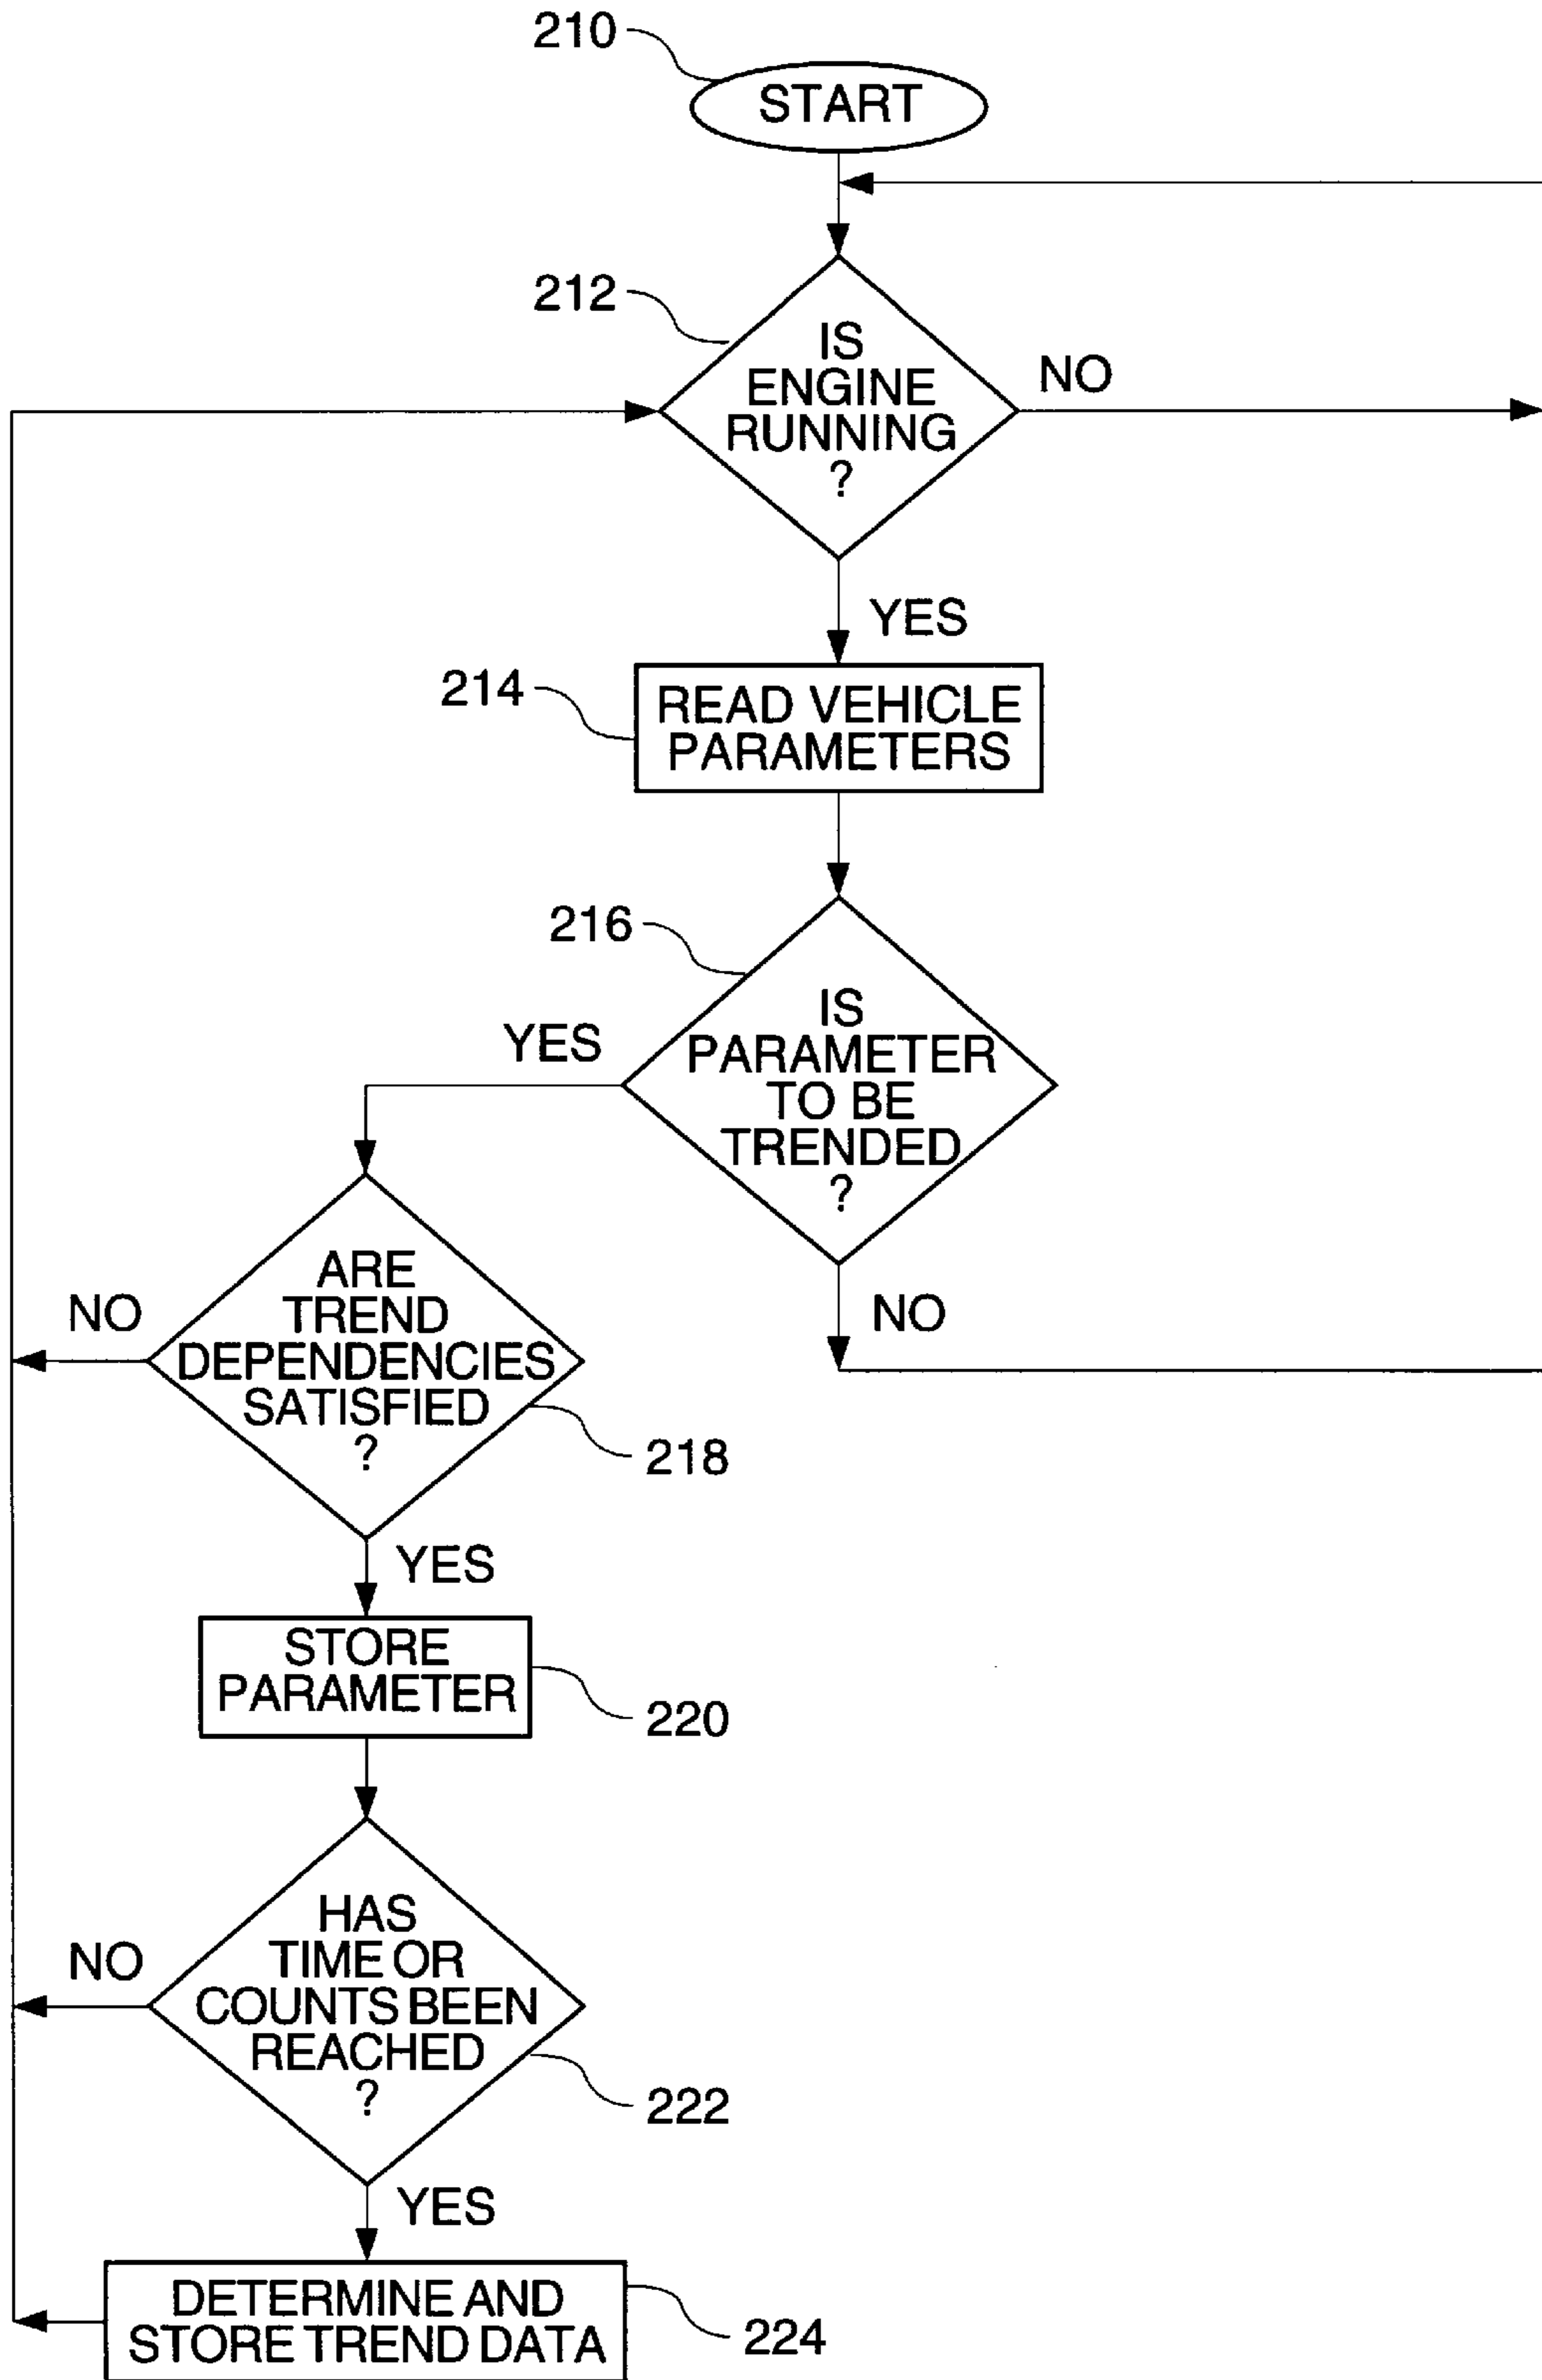 210
START
212
IS
ENGINE
RUNNING
?
NO
YES
214
READ VEHICLE
PARAMETERS
216
IS
PARAMETER
TO BE
TRENDED
?
YES
NO
ARE
TREND
DEPENDENCIES
SATISFIED
?
NO
218
YES
STORE
PARAMETER
220
HAS
TIME OR
COUNTS BEEN
REACHED
?
NO
222
YES
DETERMINE AND
STORE TREND DATA
224